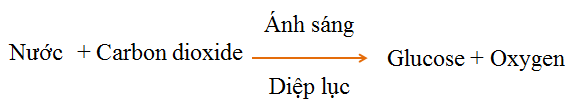 Ánh sáng
Nước + Carbon dioxide
Glucose + Oxygen
Diệp lục